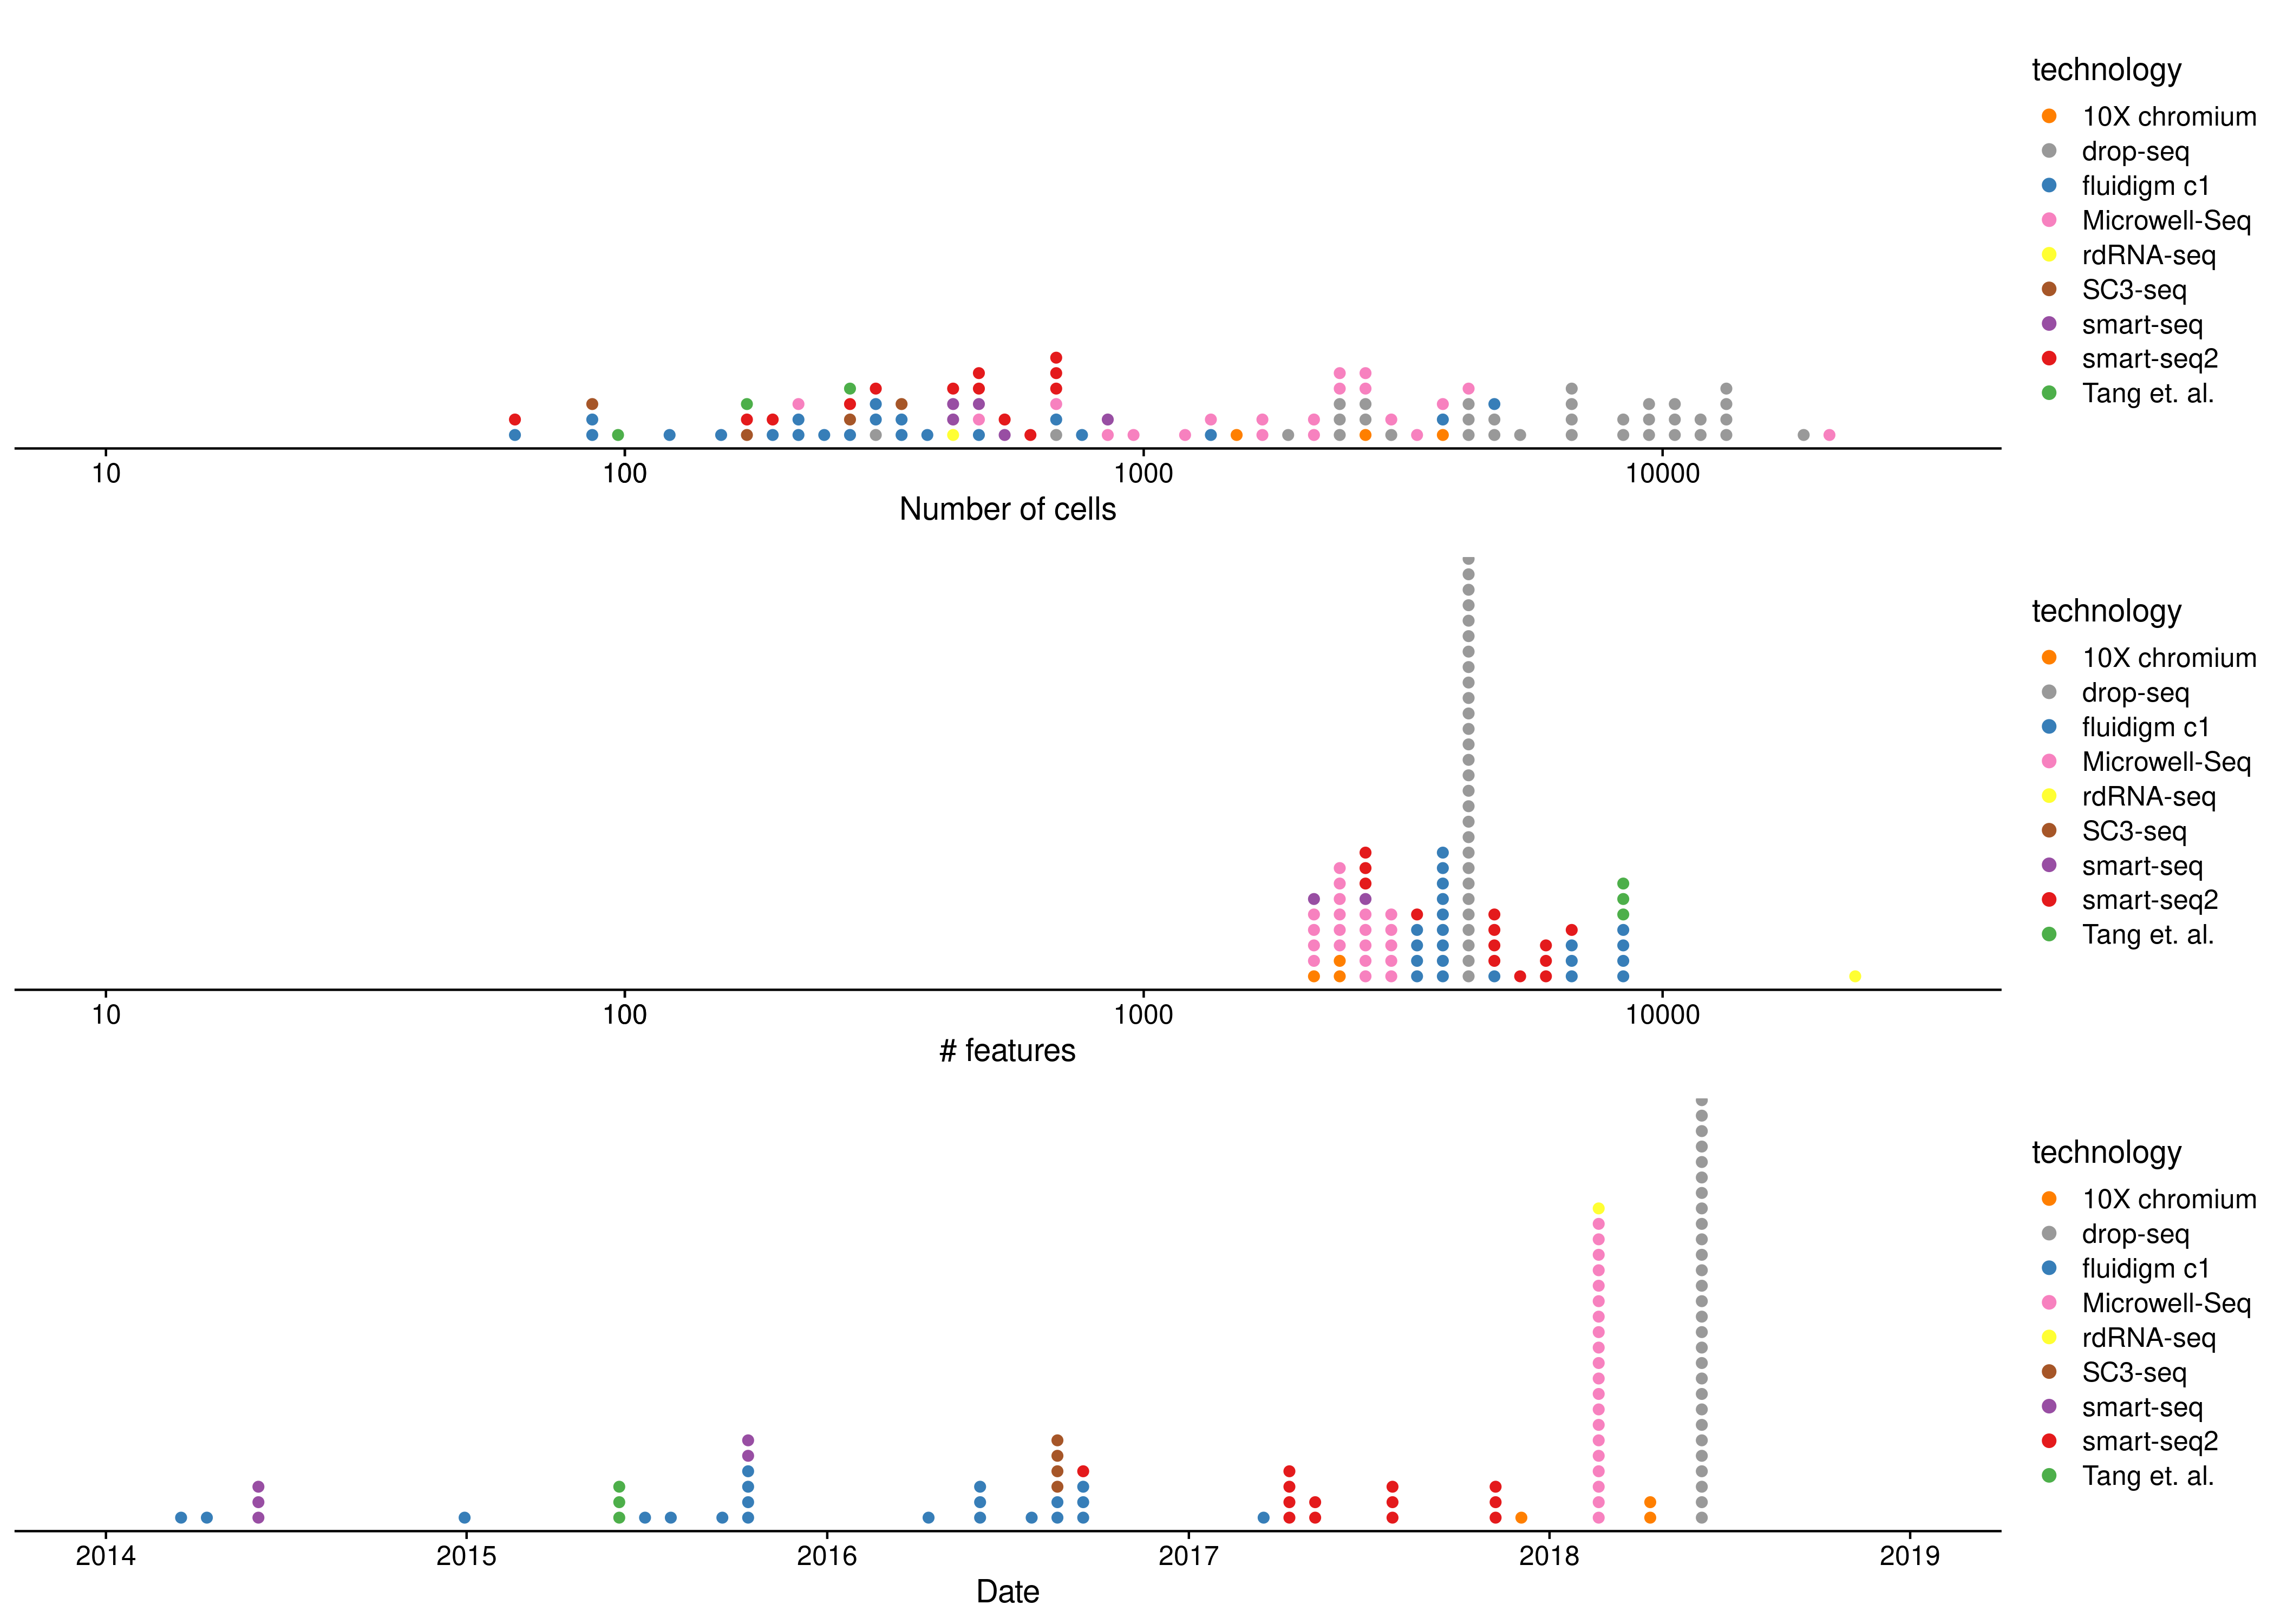 technology
10X chromium
drop-seq
fluidigm c1
Microwell-Seq
rdRNA-seq
SC3-seq
smart-seq
smart-seq2
Tang et. al.
10 100 1000 10000
Number of cells
technology
10X chromium
drop-seq
fluidigm c1
Microwell-Seq
rdRNA-seq
SC3-seq
smart-seq
smart-seq2
Tang et. al.
10 100 1000 10000
# features
technology
10X chromium
drop-seq
fluidigm c1
Microwell-Seq
rdRNA-seq
SC3-seq
smart-seq
smart-seq2
Tang et. al.
2014 2015 2016 2017 2018 2019
Date